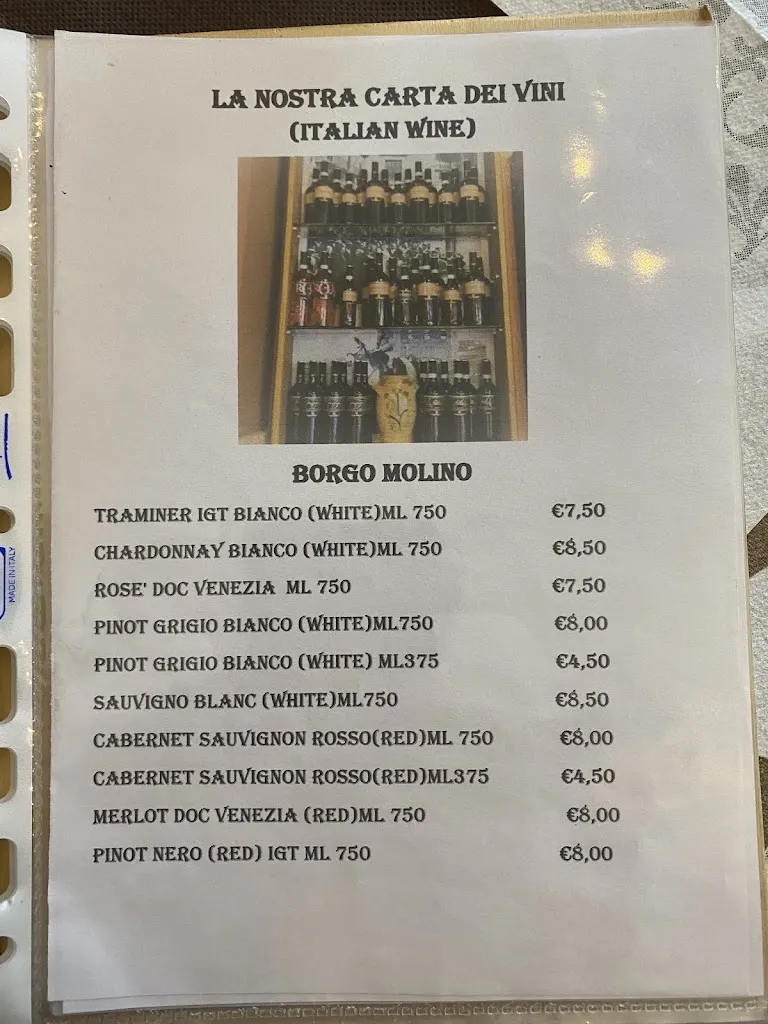 LA NOSTRA CARTA DEI VINI
(ITALIAN WINE)
BORGO MOLINO
TRAMINER IGT BIANCO (WHITE)ML 750 €7,50
CHARDONNAY BIANCO (WHITE)ML 750 €8,50
ROSE' DOC VENEZIA ML 750 €7,50
PINOT GRIGIO BIANCO (WHITE)ML750 €8,00
PINOT GRIGIO BIANCO (WHITE) ML375 €4,50
SAUVIGNO BLANC (WHITE)ML750 €8,50
CABERNET SAUVIGNON ROSSO(RED)ML 750 €8,00
CABERNET SAUVIGNON ROSSO(RED)ML375 €4,50
MERLOT DOC VENEZIA (RED)ML 750 €8,00
PINOT NERO (RED) IGT ML 750 €8,00
MADE IN ITALY